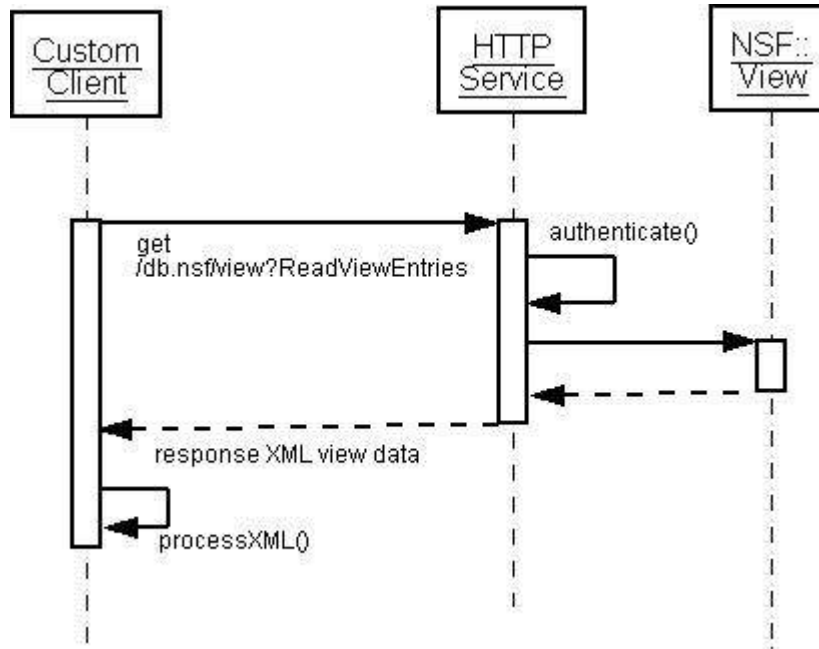 Custom
Client
HTTP
Service
NSF::
View
get
/db.nsf/view?ReadViewEntries
authenticate()
response XML view data
processXML()